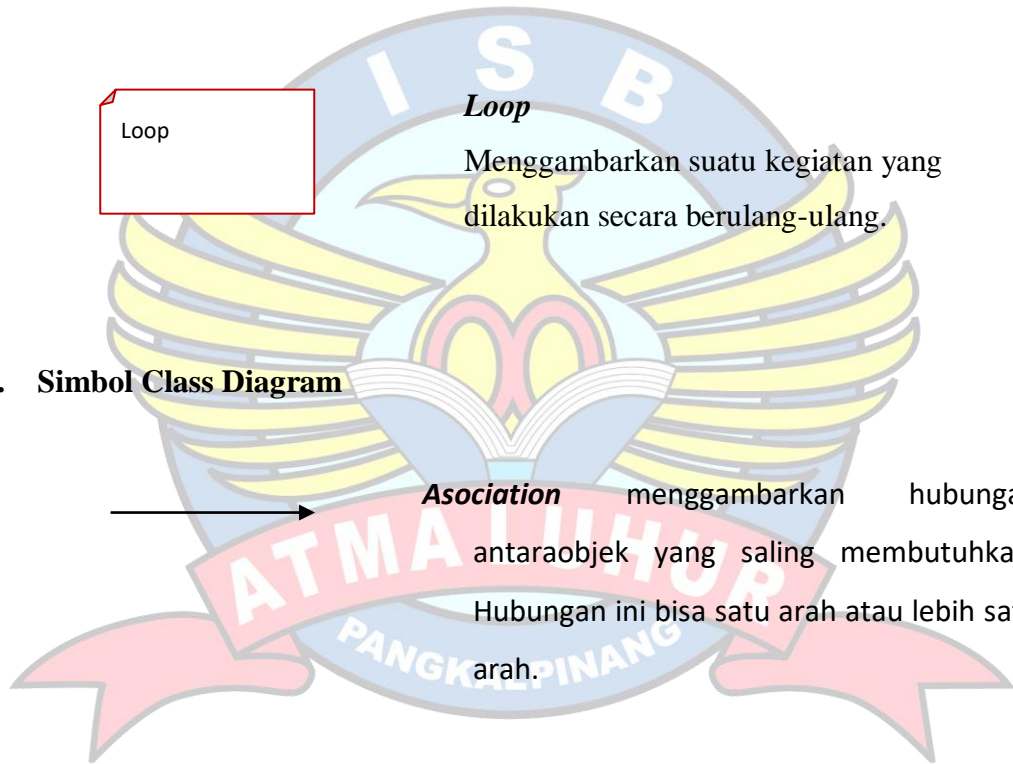 I S B
Loop
Loop
Menggambarkan suatu kegiatan yang
dilakukan secara berulang-ulang.
. Simbol Class Diagram
Asociation menggambarkan hubunga
antaraobjek yang saling membutuhka
Hubungan ini bisa satu arah atau lebih sat
arah.
ATMA LUHUR
PANGKALPINANG